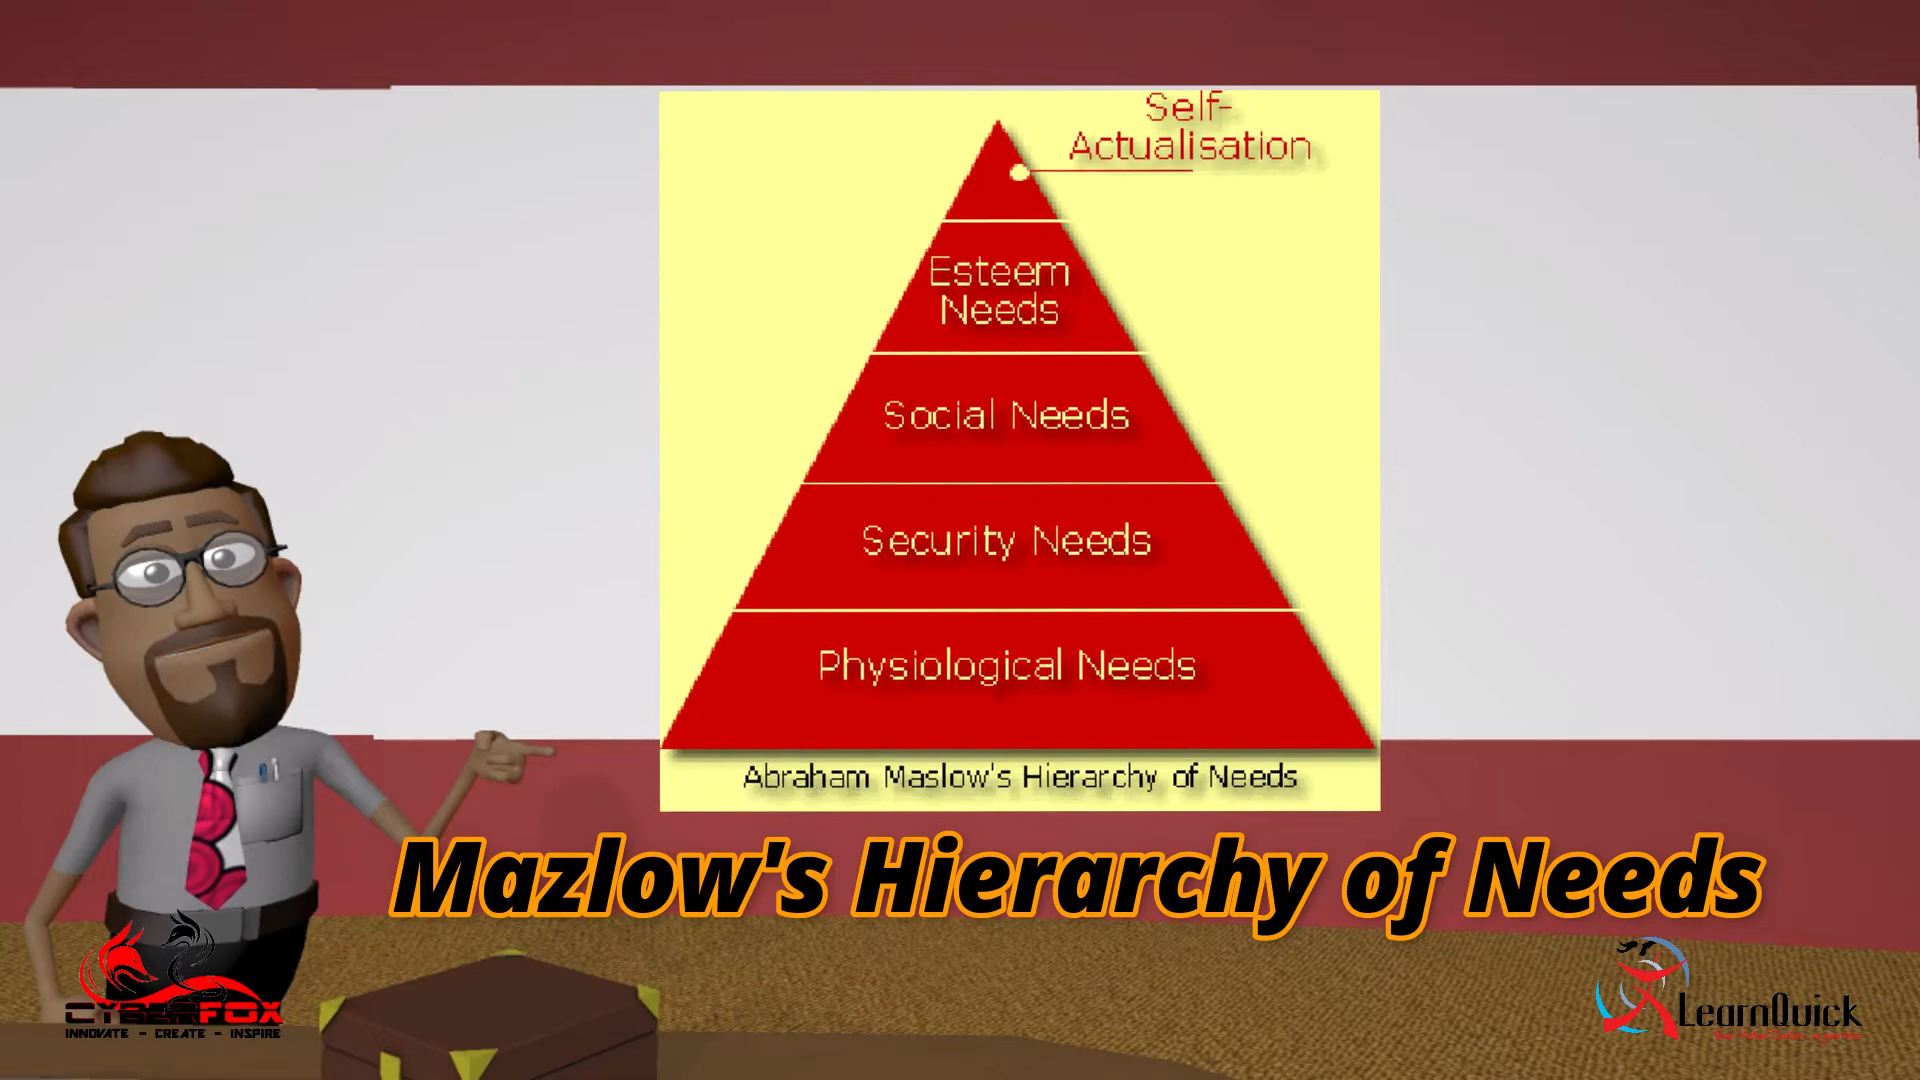 Self-
Actualisation
Esteem
Needs
Social Needs
Security Needs
Physiological Needs
Abraham Maslow's Hierarchy of Needs
Mazlow's Hierarchy of Needs
CYBERFOX
INNOVATE - CREATE - INSPIRE
LearnQuick